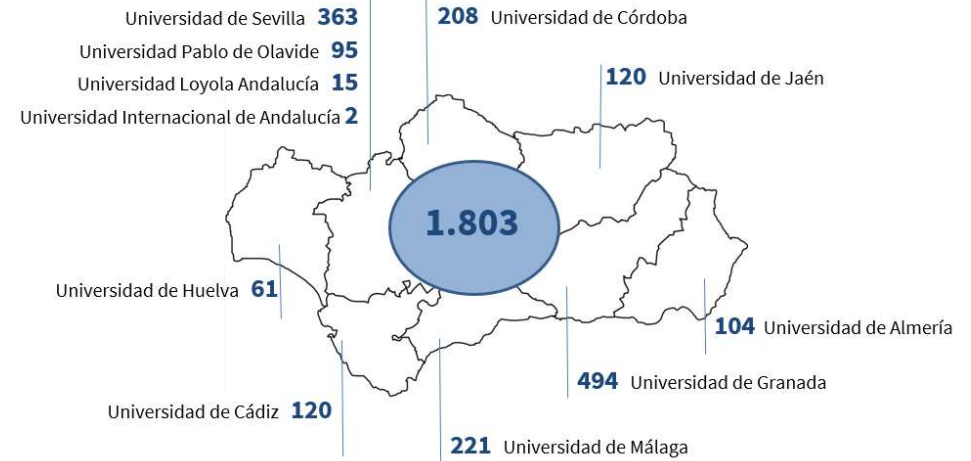 Universidad de Sevilla 363
Universidad Pablo de Olavide 95
Universidad Loyola Andalucía 15
Universidad Internacional de Andalucía 2
208 Universidad de Córdoba
120 Universidad de Jaén
1.803
Universidad de Huelva 61
104 Universidad de Almería
494 Universidad de Granada
Universidad de Cádiz 120
221 Universidad de Málaga